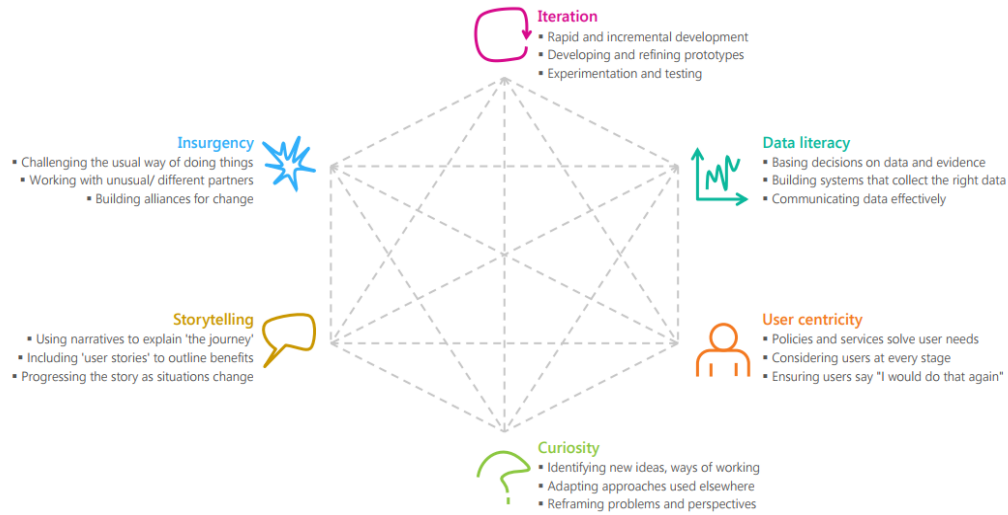 Iteration
▪ Rapid and incremental development
▪ Developing and refining prototypes
▪ Experimentation and testing
Insurgency
▪ Challenging the usual way of doing things
▪ Working with unusual/ different partners
▪ Building alliances for change
Data literacy
▪ Basing decisions on data and evidence
▪ Building systems that collect the right data
▪ Communicating data effectively
Storytelling
▪ Using narratives to explain 'the journey'
▪ Including 'user stories' to outline benefits
▪ Progressing the story as situations change
User centricity
▪ Policies and services solve user needs
▪ Considering users at every stage
▪ Ensuring users say "I would do that again"
Curiosity
▪ Identifying new ideas, ways of working
▪ Adapting approaches used elsewhere
▪ Reframing problems and perspectives